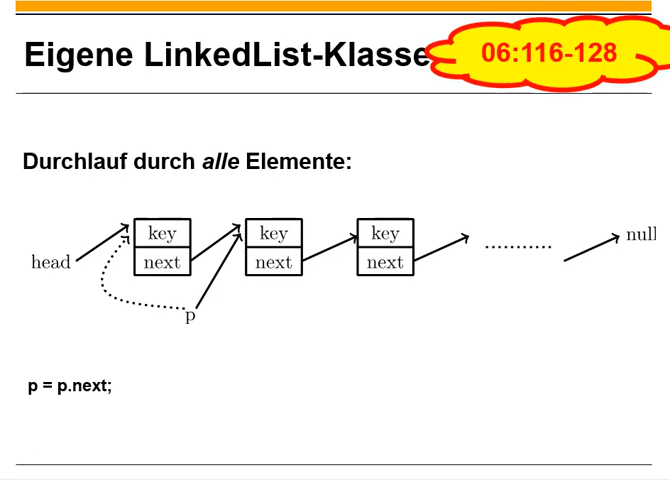 Eigene LinkedList-Klasse
06:116-128
Durchlauf durch alle Elemente:
key key key null
head next next next
p
p = p.next;